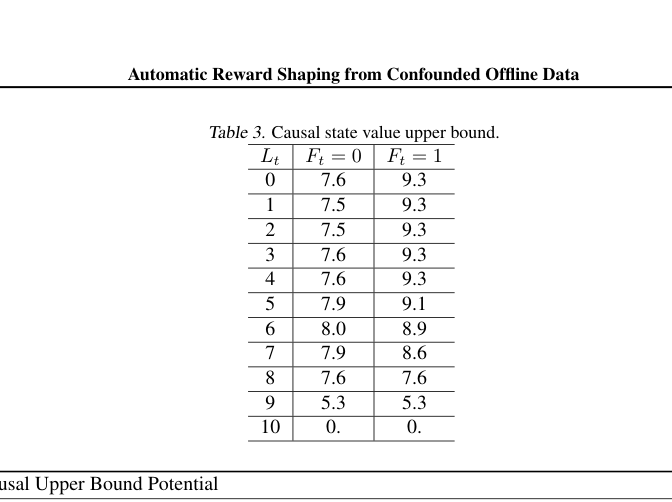 Automatic Reward Shaping from Confounded Offline Data
Table 3. Causal state value upper bound.
L_t F_t = 0 F_t = 1
0 7.6 9.3
1 7.5 9.3
2 7.5 9.3
3 7.6 9.3
4 7.6 9.3
5 7.9 9.1
6 8.0 8.9
7 7.9 8.6
8 7.6 7.6
9 5.3 5.3
10 0. 0.
usal Upper Bound Potential